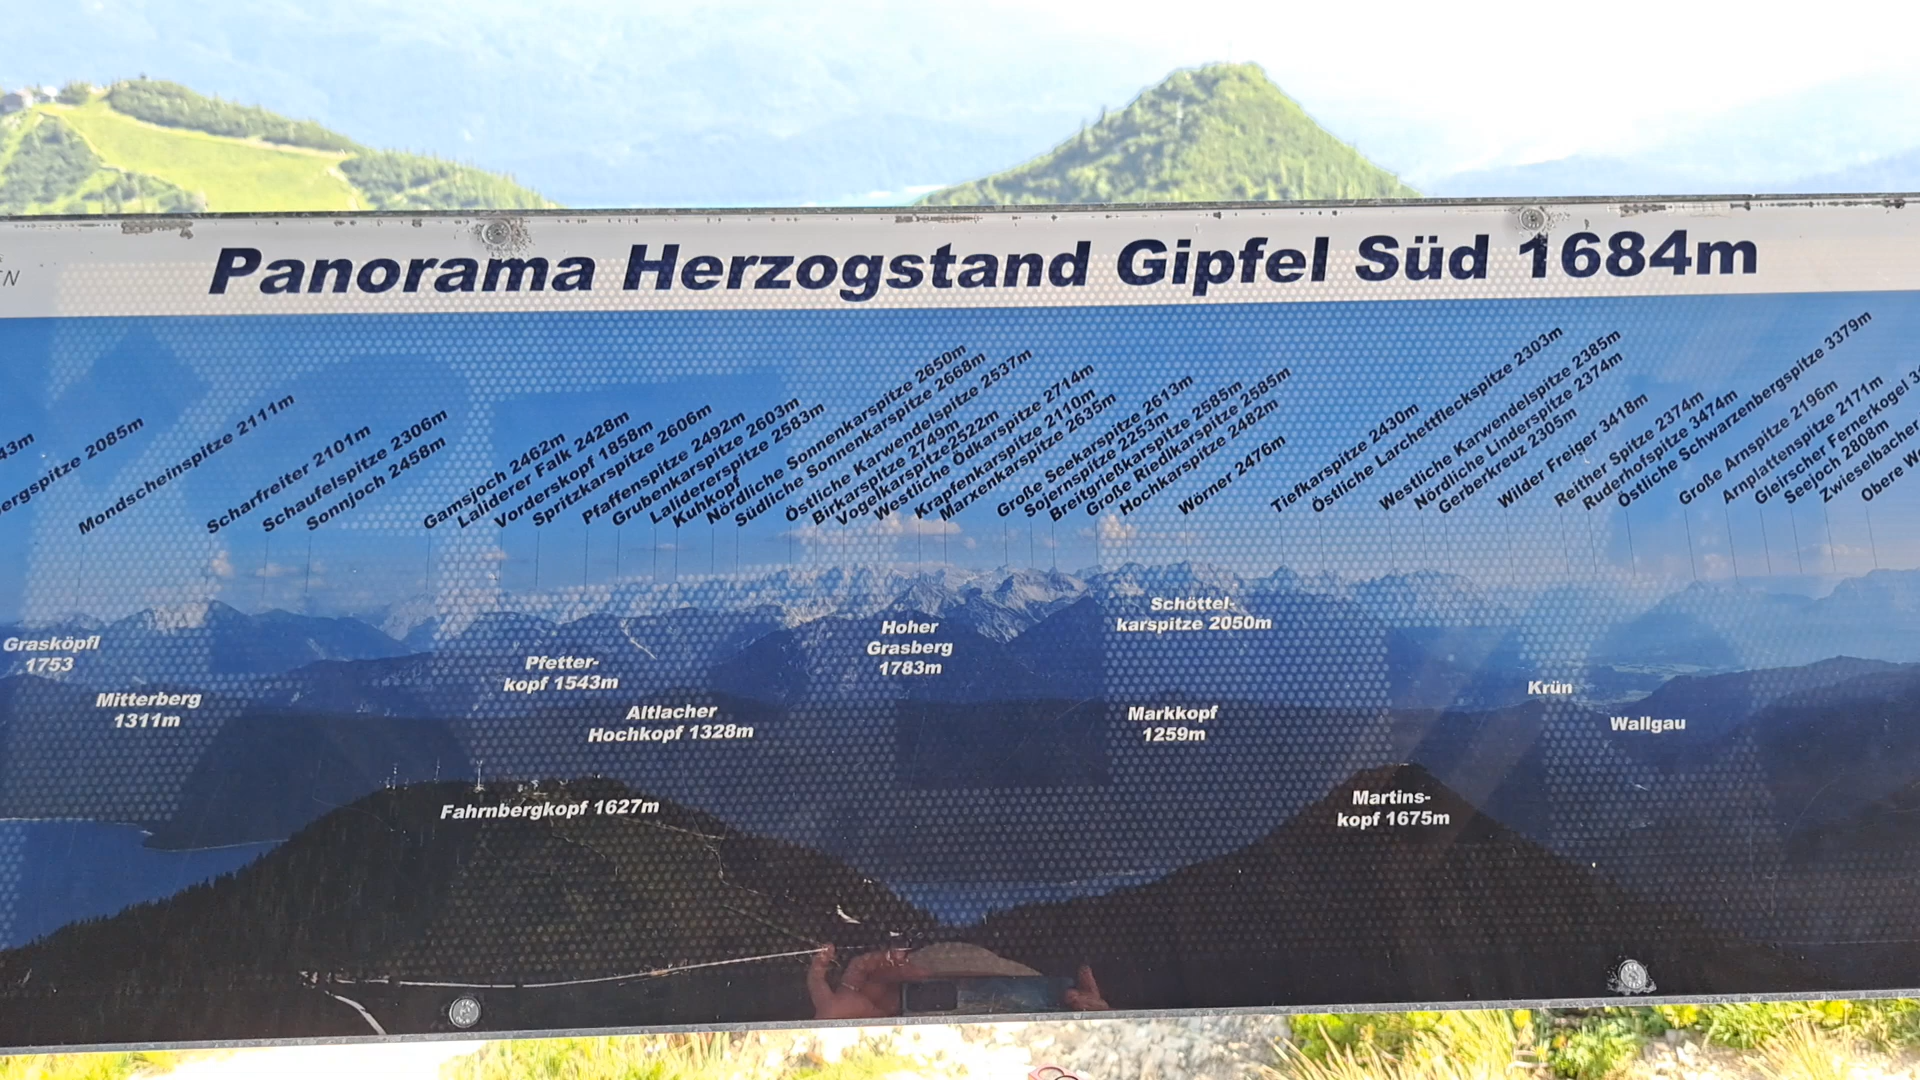 Panorama Herzogstand Gipfel Süd 1684m
Mondscheinspitze 2111m
Scharfreiter 2101m
Schaufelspitze 2306m
Sonnjoch 2458m
Gamsjoch 2462m
Laliderer Falk 2428m
Vorderskopf 1858m
Spritzkarspitze 2606m
Pfaffenspitze 2492m
Grubenkarspitze 2603m
Lalidererspitze 2583m
Kuhkopf
Nördliche Sonnenkarspitze 2650m
Südliche Sonnenkarspitze 2668m
Östliche Karwendelspitze 2537m
Birkarspitze 2749m
Vogelkarspitze 2522m
Westliche Ödkarspitze 2714m
Krapfenkarspitze 2110m
Marxenkarspitze 2635m
Große Seekarspitze 2613m
Sojernspitze 2253m
Breitgrießkarspitze 2585m
Große Riedlkarspitze 2585m
Hochkarspitze 2482m
Wörner 2476m
Tiefkarspitze 2430m
Östliche Larchetfleckspitze 2303m
Westliche Karwendelspitze 2385m
Nördliche Linderspitze 2374m
Gerberkreuz 2305m
Wilder Freiger 3418m
Reither Spitze 2374m
Ruderhofspitze 3474m
Östliche Schwarzenbergspitze 3379m
Große Arnspitze 2196m
Arnplattenspitze 2171m
Gleirscher Fernerkogel
Seejoch 2808m
Zwieselbacher
Obere
Grasköpfl
1753
Mitterberg
1311m
Pfetter-
kopf 1543m
Altlacher
Hochkopf 1328m
Hoher
Grasberg
1783m
Schöttel-
karspitze 2050m
Markkopf
1259m
Krün
Wallgau
Fahrnbergkopf 1627m
Martins-
kopf 1675m